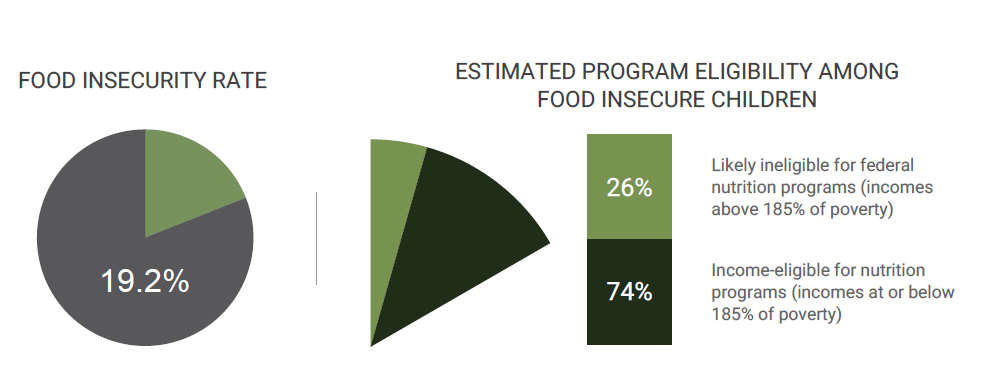 FOOD INSECURITY RATE
19.2%
ESTIMATED PROGRAM ELIGIBILITY AMONG
FOOD INSECURE CHILDREN
26%
Likely ineligible for federal
nutrition programs (incomes
above 185% of poverty)
74%
Income-eligible for nutrition
programs (incomes at or below
185% of poverty)